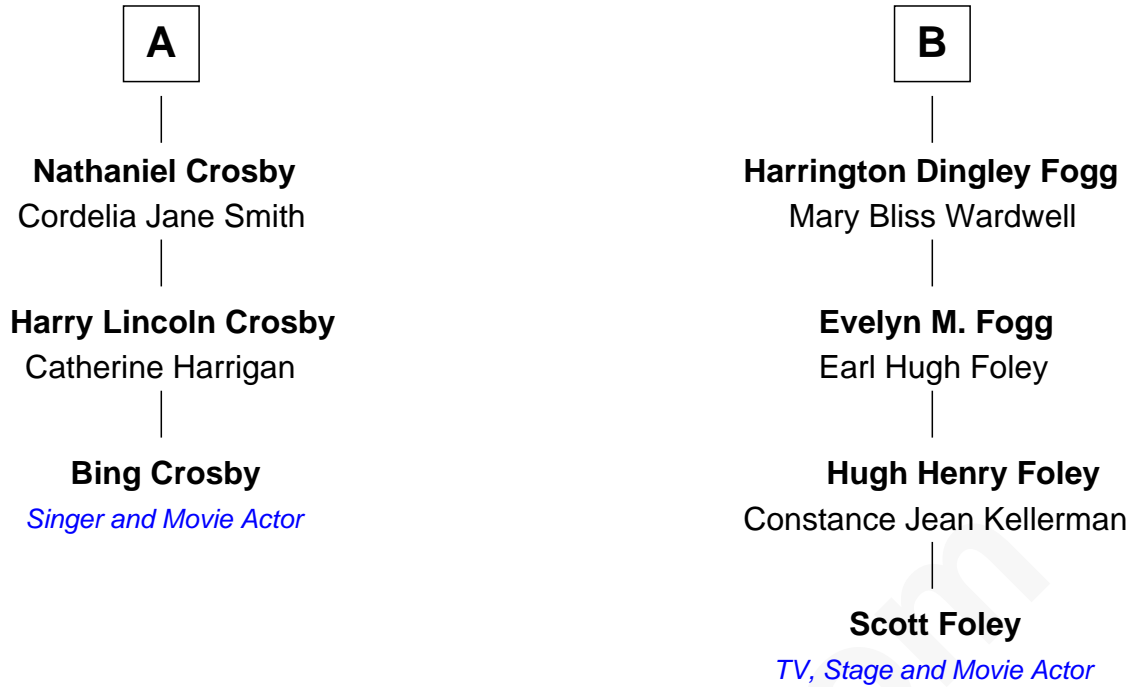 A
Nathaniel Crosby
Cordelia Jane Smith
Harry Lincoln Crosby
Catherine Harrigan
Bing Crosby
Singer and Movie Actor
B
Harrington Dingley Fogg
Mary Bliss Wardwell
Evelyn M. Fogg
Earl Hugh Foley
Hugh Henry Foley
Constance Jean Kellerman
Scott Foley
TV, Stage and Movie Actor